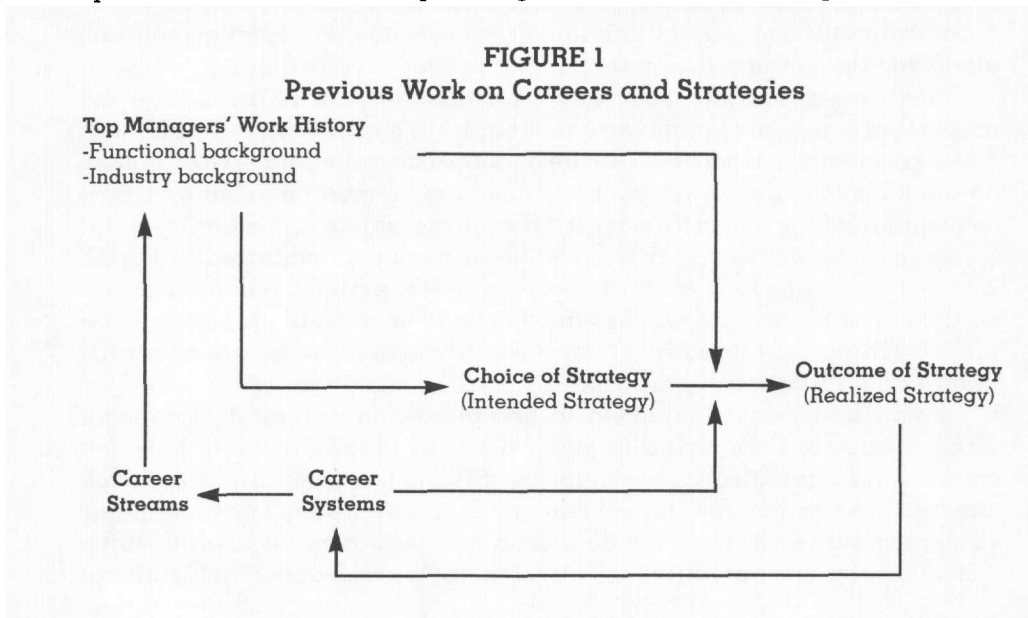 FIGURE 1
Previous Work on Careers and Strategies
Top Managers' Work History
-Functional background
-Industry background
Choice of Strategy
(Intended Strategy)
Outcome of Strategy
(Realized Strategy)
Career
Streams
Career
Systems